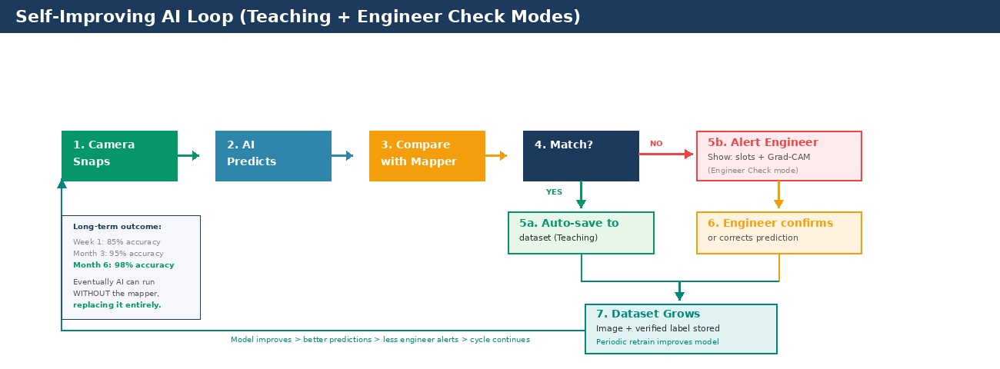 Self-Improving AI Loop (Teaching + Engineer Check Modes)
1. Camera
Snaps
2. AI
Predicts
3. Compare
with Mapper
4. Match?
NO
5b. Alert Engineer
Show: slots + Grad-CAM
(Engineer Check mode)
YES
5a. Auto-save to
dataset (Teaching)
6. Engineer confirms
or corrects prediction
Long-term outcome:
Week 1: 85% accuracy
Month 3: 95% accuracy
Month 6: 98% accuracy
Eventually AI can run
WITHOUT the mapper,
replacing it entirely.
7. Dataset Grows
Image + verified label stored
Periodic retrain improves model
Model improves > better predictions > less engineer alerts > cycle continues